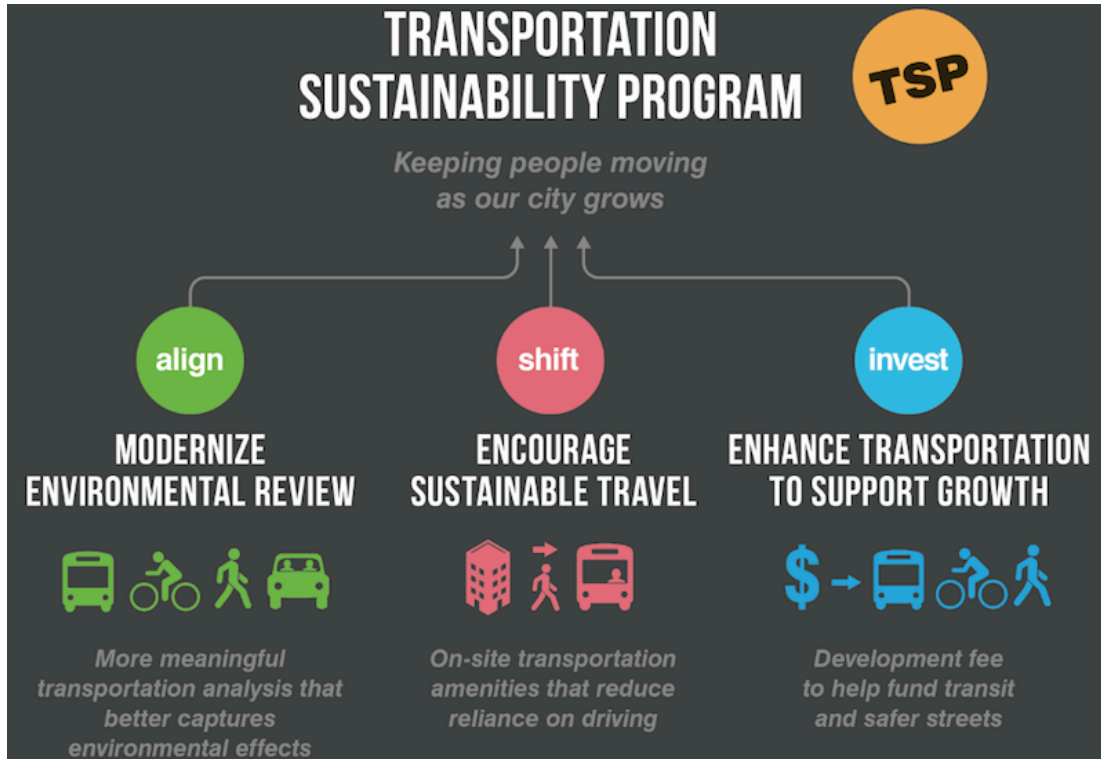 TRANSPORTATION
SUSTAINABILITY PROGRAM
TSP
Keeping people moving
as our city grows
align
MODERNIZE
ENVIRONMENTAL REVIEW
More meaningful
transportation analysis that
better captures
environmental effects
shift
ENCOURAGE
SUSTAINABLE TRAVEL
On-site transportation
amenities that reduce
reliance on driving
invest
ENHANCE TRANSPORTATION
TO SUPPORT GROWTH
$
Development fee
to help fund transit
and safer streets